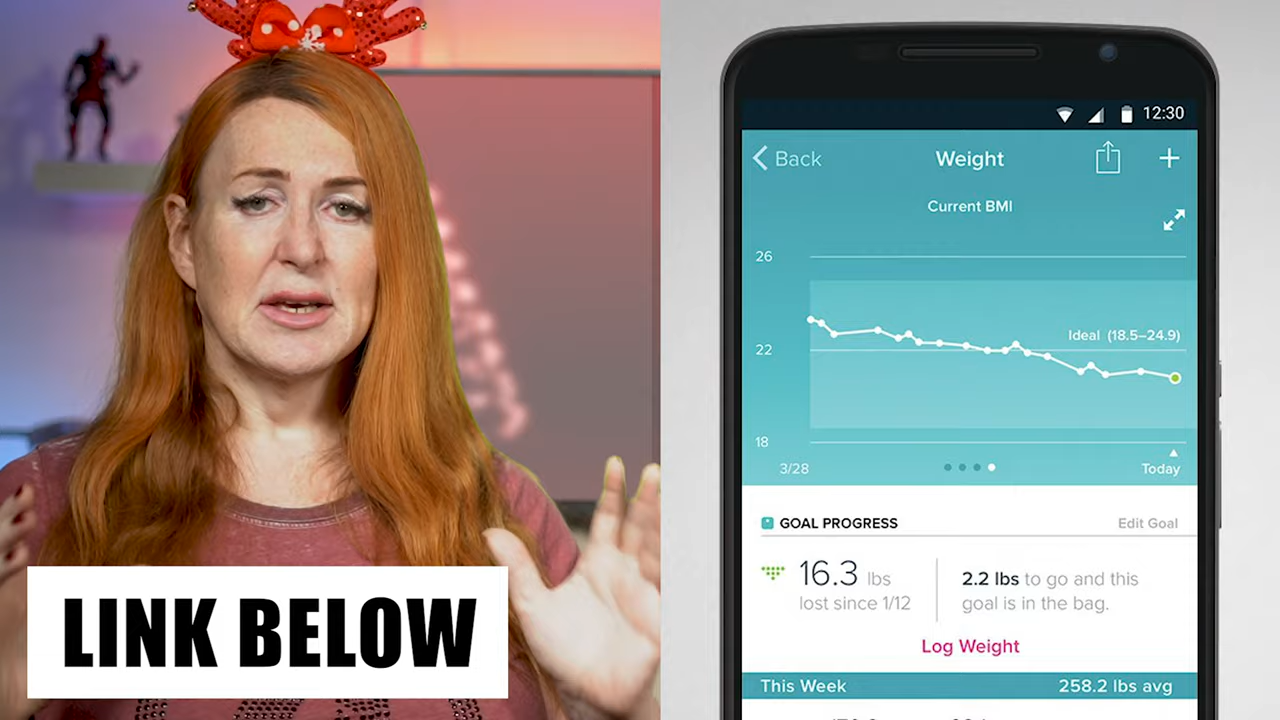 LINK BELOW
12:30
Back
Weight
Current BMI
26
Ideal (18.5–24.9)
22
18
3/28
Today
GOAL PROGRESS
Edit Goal
16.3 lbs
lost since 1/12
2.2 lbs to go and this
goal is in the bag.
Log Weight
This Week
258.2 lbs avg